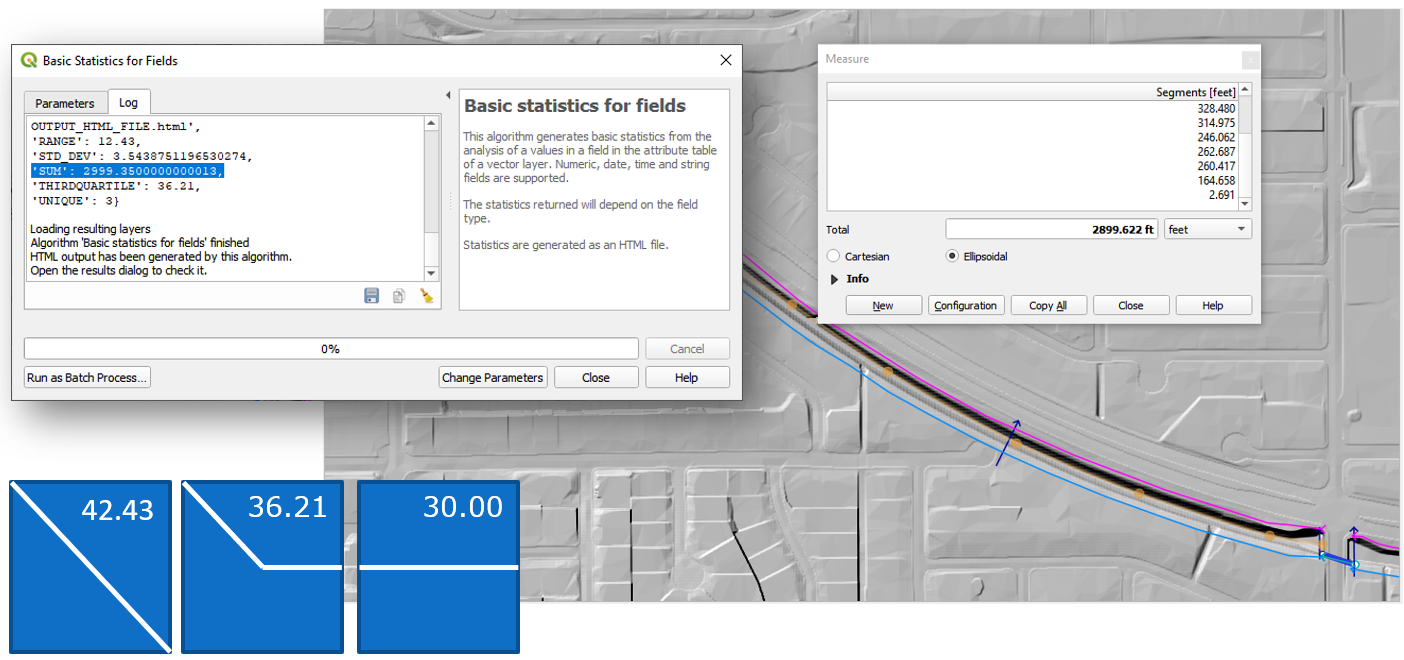 Basic Statistics for Fields
Parameters
Log
OUTPUT_HTML_FILE.html',
'RANGE': 12.43,
'STD_DEV': 3.5438751196530274,
'SUM': 2999.3500000000013,
'THIRDQUARTILE': 36.21,
'UNIQUE': 3}
Loading resulting layers
Algorithm 'Basic statistics for fields' finished
HTML output has been generated by this algorithm.
Open the results dialog to check it.
Basic statistics for fields
This algorithm generates basic statistics from the
analysis of a values in a field in the attribute table
of a vector layer. Numeric, date, time and string
fields are supported.
The statistics returned will depend on the field
type.
Statistics are generated as an HTML file.
0%
Cancel
Run as Batch Process...
Change Parameters
Close
Help
Measure
Segments [feet]
328.480
314.975
246.062
262.687
260.417
164.658
2.691
Total
2899.622 ft
feet
Cartesian
Ellipsoidal
Info
New
Configuration
Copy All
Close
Help
42.43
36.21
30.00